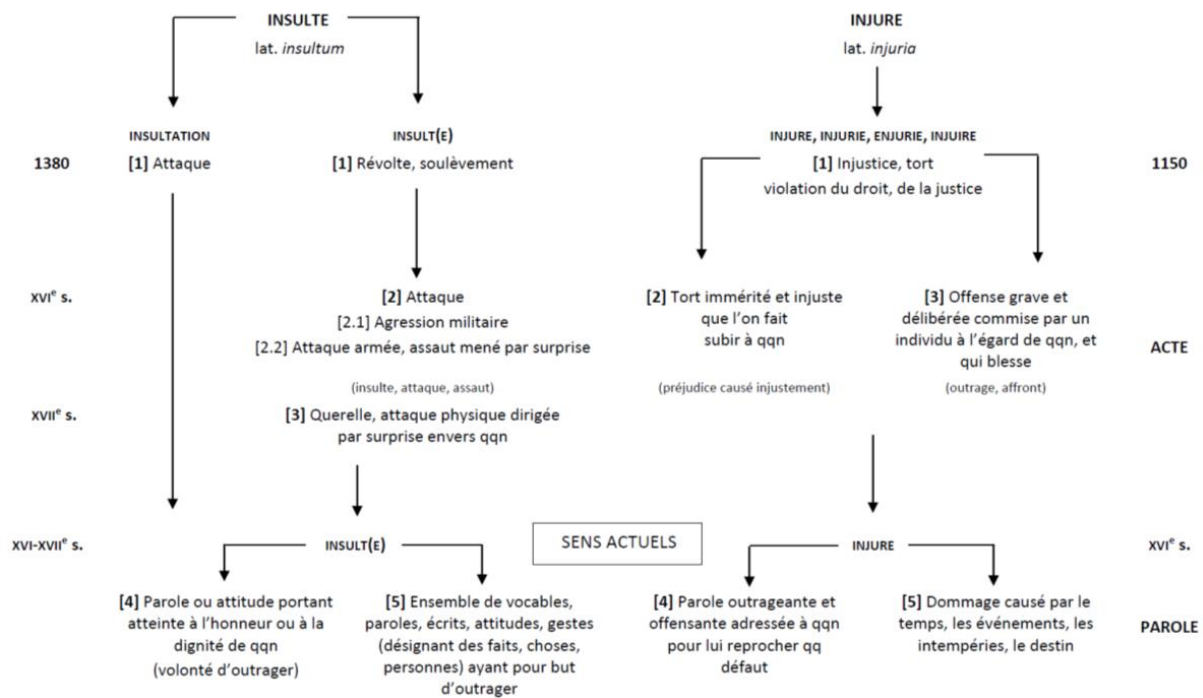 INSULTE
lat. insultum
INJURE
lat. injuria
INSULTATION
INSULT(E)
INJURE, INJURIE, ENJURIE, INJUIRE
1380
[1] Attaque
[1] Révolte, soulèvement
[1] Injustice, tort
violation du droit, de la justice
1150
XVIe s.
[2] Attaque
[2.1] Agression militaire
[2.2] Attaque armée, assaut mené par surprise
(insulte, attaque, assaut)
[2] Tort immérité et injuste
que l’on fait
subir à qqn
(préjudice causé injustement)
[3] Offense grave et
délibérée commise par un
individu à l’égard de qqn, et
qui blesse
(outrage, affront)
ACTE
XVIIe s.
[3] Querelle, attaque physique dirigée
par surprise envers qqn
XVI-XVIIe s.
INSULT(E)
SENS ACTUELS
INJURE
XVIe s.
[4] Parole ou attitude portant
atteinte à l’honneur ou à la
dignité de qqn
(volonté d’outrager)
[5] Ensemble de vocables,
paroles, écrits, attitudes, gestes
(désignant des faits, choses,
personnes) ayant pour but
d’outrager
[4] Parole outrageante et
offensante adressée à qqn
pour lui reprocher qq
défaut
[5] Dommage causé par le
temps, les événements, les
intempéries, le destin
PAROLE